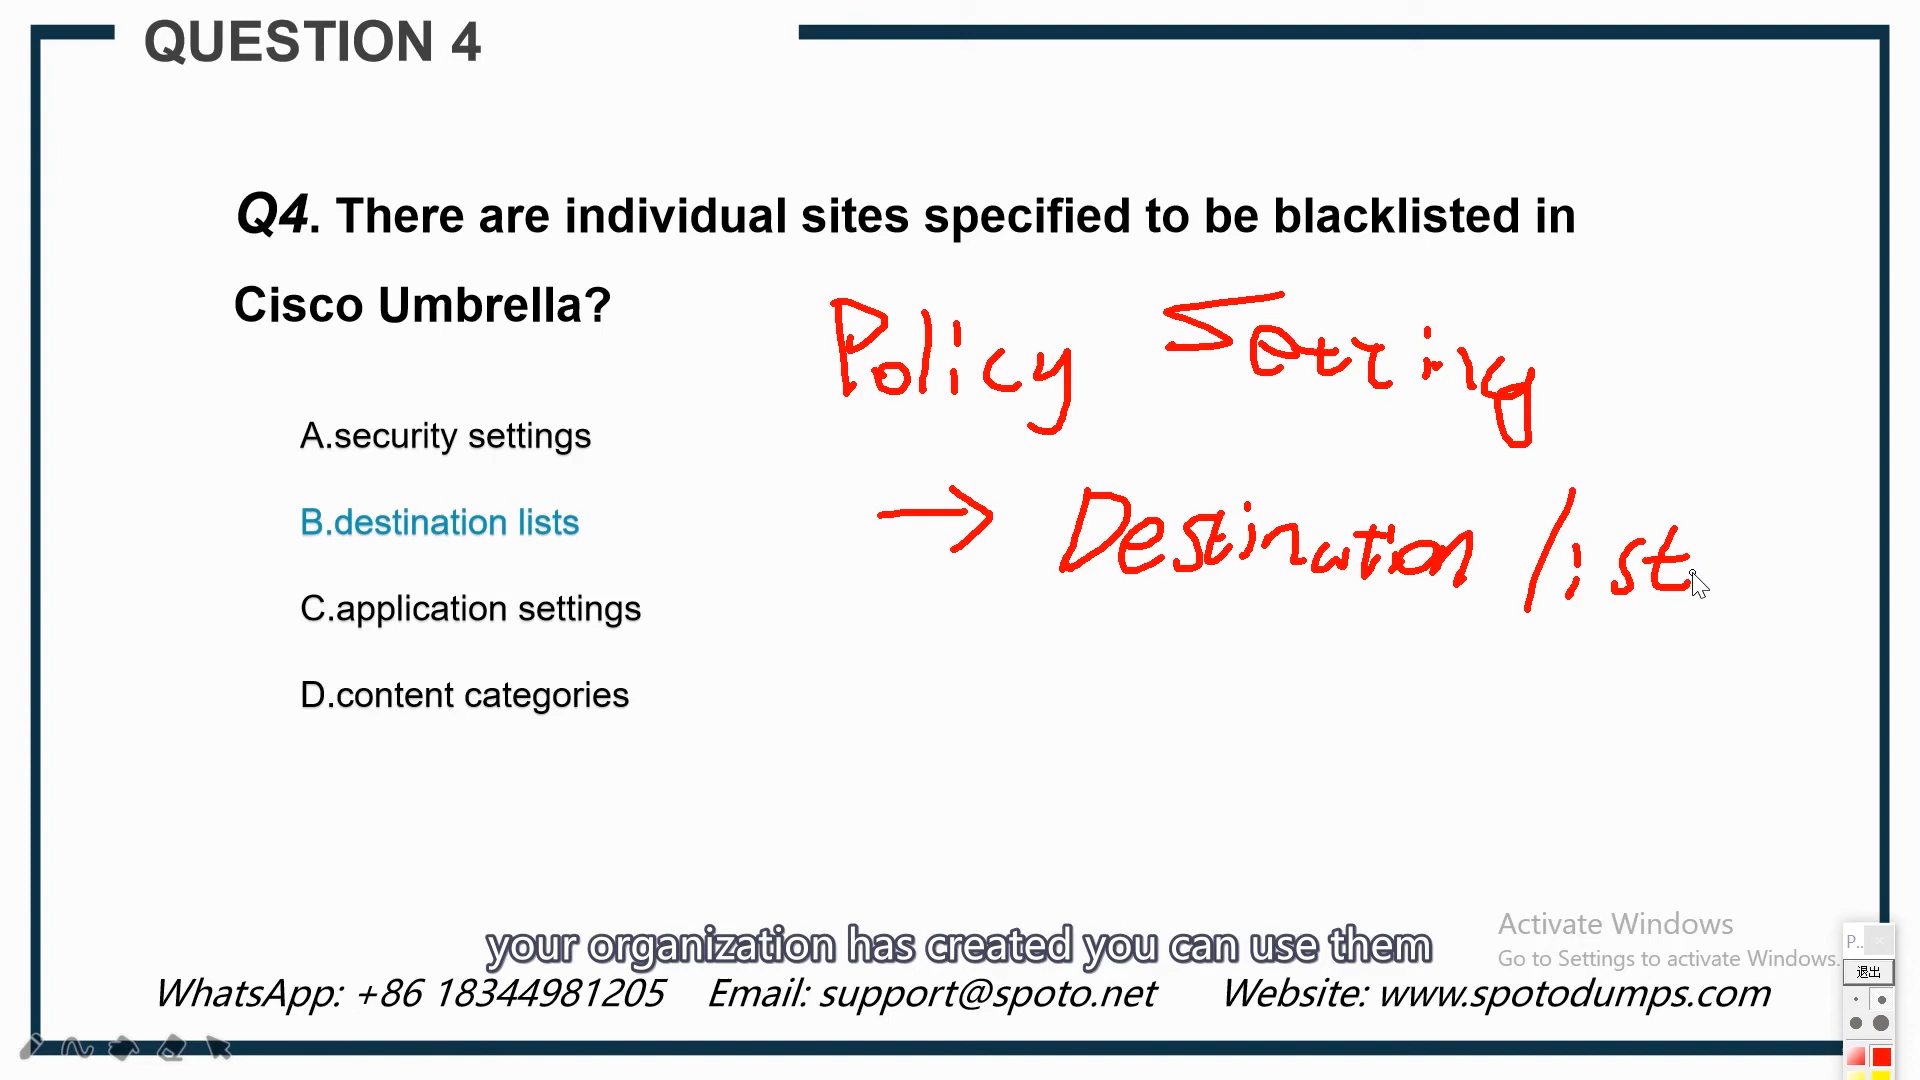 QUESTION 4
Q4. There are individual sites specified to be blacklisted in
Cisco Umbrella?
Policy Setting
A.security settings
B.destination lists
→ Destination list
C.application settings
D.content categories
your organization has created you can use them
Activate Windows
Go to Settings to activate Windows.
WhatsApp: +86 18344981205 Email: support@spoto.net Website: www.spotodumps.com
P..
退出